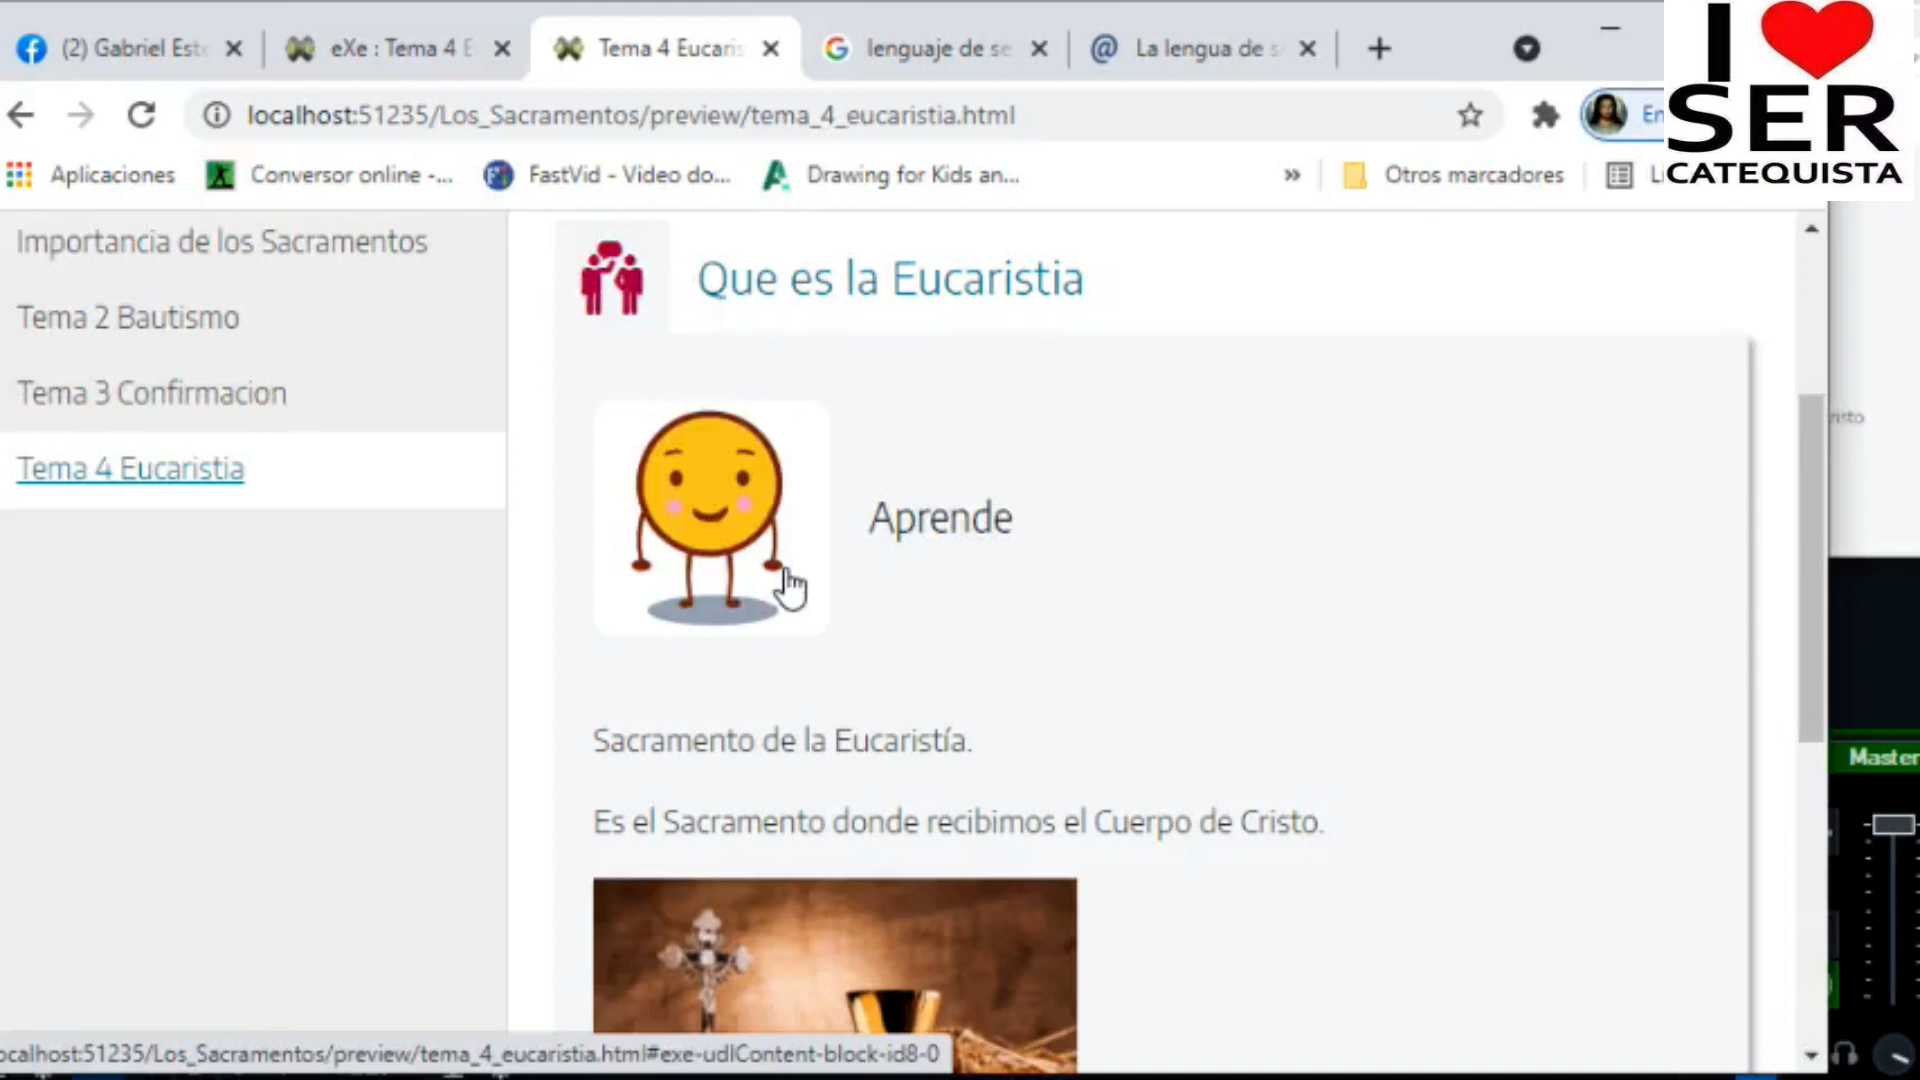 (2) Gabriel Este
eXe : Tema 4 E
Tema 4 Eucaris
lenguaje de se
La lengua de s
I
SER
CATEQUISTA
localhost:51235/Los_Sacramentos/preview/tema_4_eucaristia.html
En
Aplicaciones
Conversor online -...
FastVid - Video do...
Drawing for Kids an...
»
Otros marcadores
Importancia de los Sacramentos
Tema 2 Bautismo
Tema 3 Confirmacion
Tema 4 Eucaristia
Que es la Eucaristia
Aprende
Sacramento de la Eucaristía.
Es el Sacramento donde recibimos el Cuerpo de Cristo.
Master
ocalhost:51235/Los_Sacramentos/preview/tema_4_eucaristia.html#exe-udlContent-block-id8-0